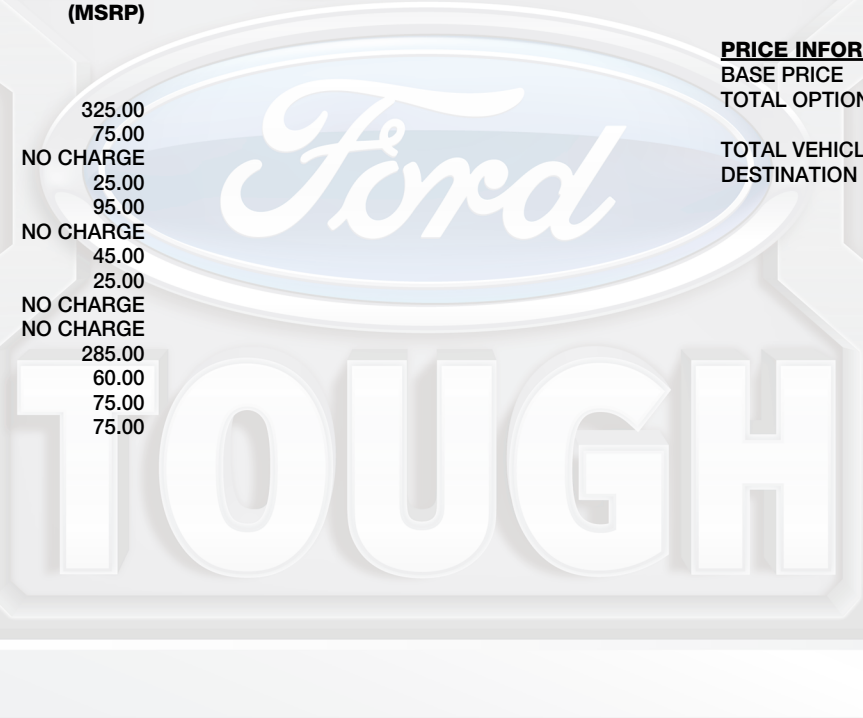 (MSRP)
325.00
75.00
NO CHARGE
25.00
95.00
NO CHARGE
45.00
25.00
NO CHARGE
NO CHARGE
285.00
60.00
75.00
75.00
PRICE INFOR
BASE PRICE
TOTAL OPTION
TOTAL VEHICL
DESTINATION
Ford
TOUGH